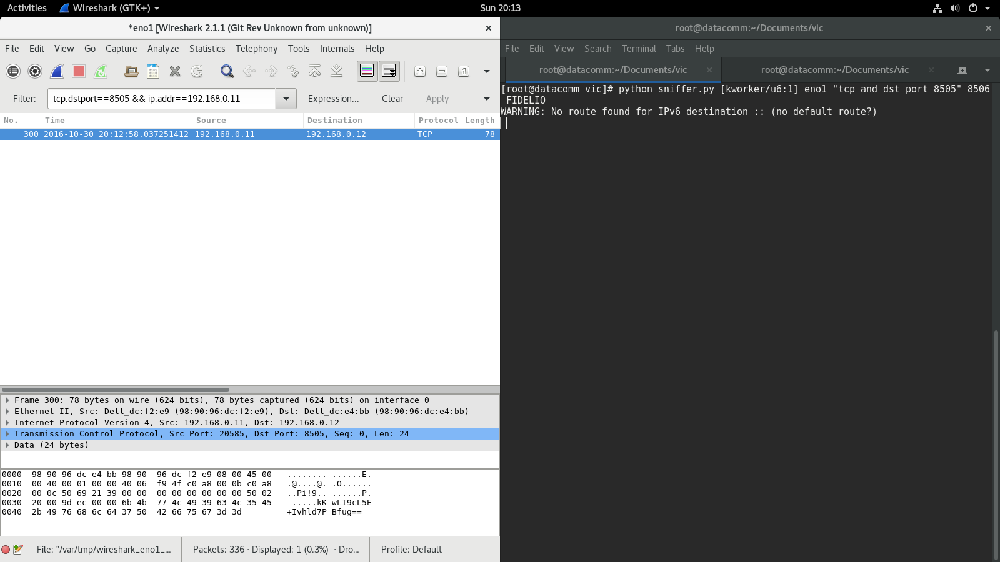 Activities Wireshark (GTK+) Sun 20:13
*eno1 [Wireshark 2.1.1 (Git Rev Unknown from unknown)]
File Edit View Go Capture Analyze Statistics Telephony Tools Internals Help
Filter: tcp.dstport==8505 && ip.addr==192.168.0.11 Expression... Clear Apply
No. Time Source Destination Protocol Length
300 2016-10-30 20:12:58.037251412 192.168.0.11 192.168.0.12 TCP 78
Frame 300: 78 bytes on wire (624 bits), 78 bytes captured (624 bits) on interface 0
Ethernet II, Src: Dell_dc:f2:e9 (98:90:96:dc:f2:e9), Dst: Dell_dc:e4:bb (98:90:96:dc:e4:bb)
Internet Protocol Version 4, Src: 192.168.0.11, Dst: 192.168.0.12
Transmission Control Protocol, Src Port: 20585, Dst Port: 8505, Seq: 0, Len: 24
Data (24 bytes)
0000 98 90 96 dc e4 bb 98 90 96 dc f2 e9 08 00 45 00 ........ ......E.
0010 00 40 00 01 00 00 40 06 f9 4f c0 a8 00 0b c0 a8 .@....@. .O......
0020 00 0c 50 69 21 39 00 00 00 00 00 00 00 00 50 02 ..Pi!9.. ......P.
0030 20 00 9d ec 00 00 6b 4b 77 4c 49 39 63 4c 35 45 .....kK wLI9cL5E
0040 2b 49 76 68 6c 64 37 50 42 66 75 67 3d 3d +Ivhld7P Bfug==
File: "/var/tmp/wireshark_eno1_... Packets: 336 · Displayed: 1 (0.3%) · Dro... Profile: Default
root@datacomm:~/Documents/vic
File Edit View Search Terminal Tabs Help
root@datacomm:~/Documents/vic root@datacomm:~/Documents/vic
[root@datacomm vic]# python sniffer.py [kworker/u6:1] eno1 "tcp and dst port 8505" 8506
FIDELIO_
WARNING: No route found for IPv6 destination :: (no default route?)